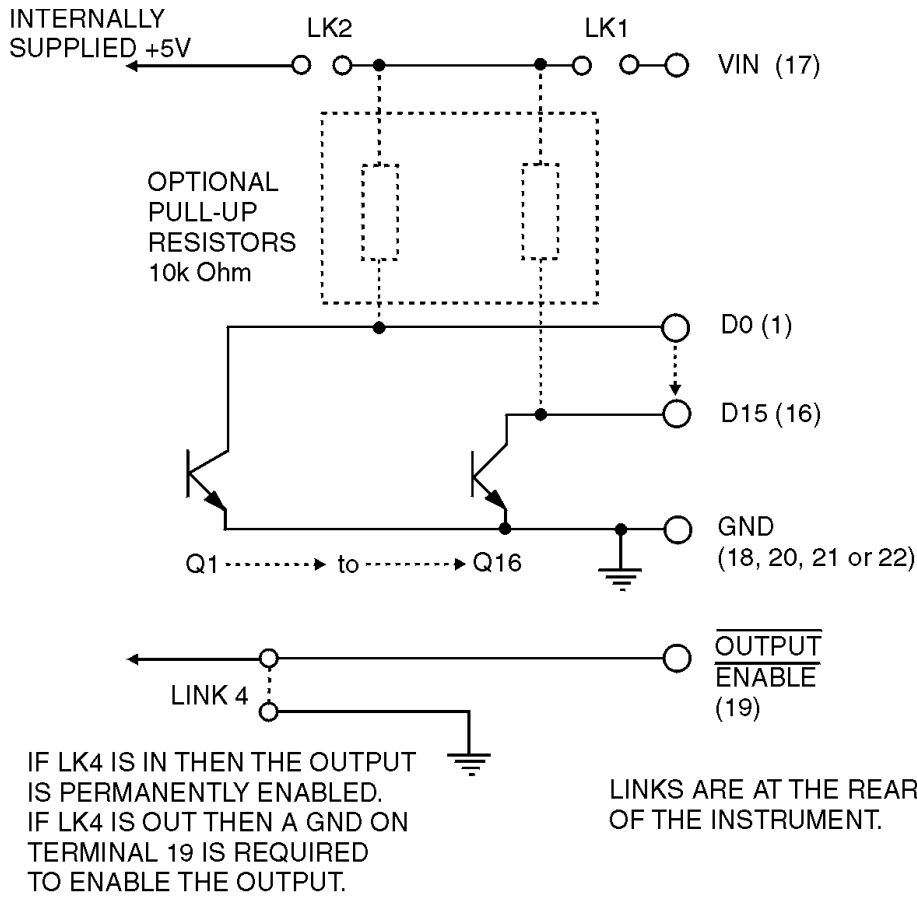 INTERNALLY
SUPPLIED +5V
LK2
LK1
VIN (17)
OPTIONAL
PULL-UP
RESISTORS
10k Ohm
D0 (1)
D15 (16)
GND
(18, 20, 21 or 22)
Q1 to Q16
OUTPUT
ENABLE
(19)
LINK 4
IF LK4 IS IN THEN THE OUTPUT
IS PERMANENTLY ENABLED.
IF LK4 IS OUT THEN A GND ON
TERMINAL 19 IS REQUIRED
TO ENABLE THE OUTPUT.
LINKS ARE AT THE REAR
OF THE INSTRUMENT.